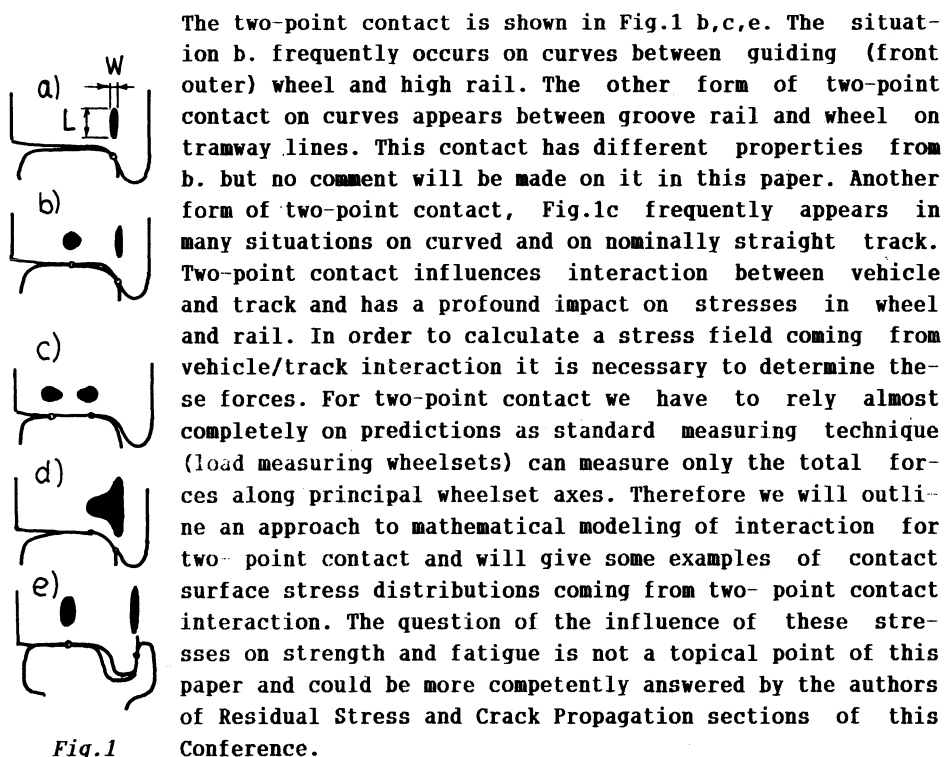 The two-point contact is shown in Fig.1 b,c,e. The situat-
ion b. frequently occurs on curves between guiding (front
outer) wheel and high rail. The other form of two-point
contact on curves appears between groove rail and wheel on
tramway lines. This contact has different properties from
b. but no comment will be made on it in this paper. Another
form of two-point contact, Fig.1c frequently appears in
many situations on curved and on nominally straight track.
Two-point contact influences interaction between vehicle
and track and has a profound impact on stresses in wheel
and rail. In order to calculate a stress field coming from
vehicle/track interaction it is necessary to determine the-
se forces. For two-point contact we have to rely almost
completely on predictions as standard measuring technique
(load measuring wheelsets) can measure only the total for-
ces along principal wheelset axes. Therefore we will outli-
ne an approach to mathematical modeling of interaction for
two- point contact and will give some examples of contact
surface stress distributions coming from two- point contact
interaction. The question of the influence of these stre-
sses on strength and fatigue is not a topical point of this
paper and could be more competently answered by the authors
of Residual Stress and Crack Propagation sections of this
Conference.
W
a)
L
b)
c)
d)
e)
Fig.1